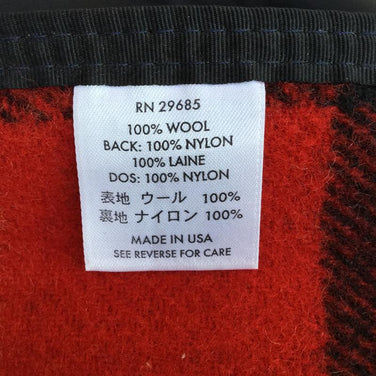 RN 29685
100% WOOL
BACK: 100% NYLON
100% LAINE
DOS: 100% NYLON
表地 ウール 100%
裏地 ナイロン 100%
MADE IN USA
SEE REVERSE FOR CARE